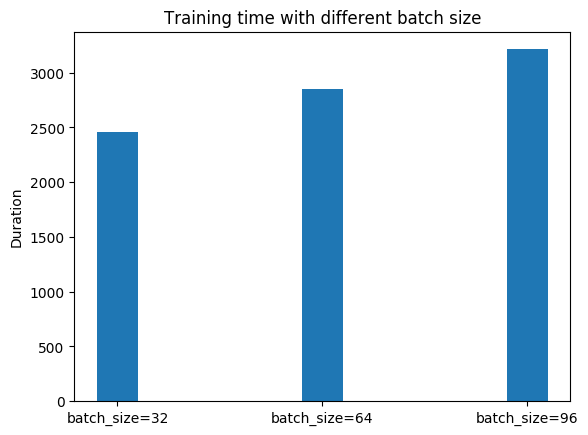 Training time with different batch size
3000
2500
2000
1500
1000
500
0
Duration
batch_size=32
batch_size=64
batch_size=96